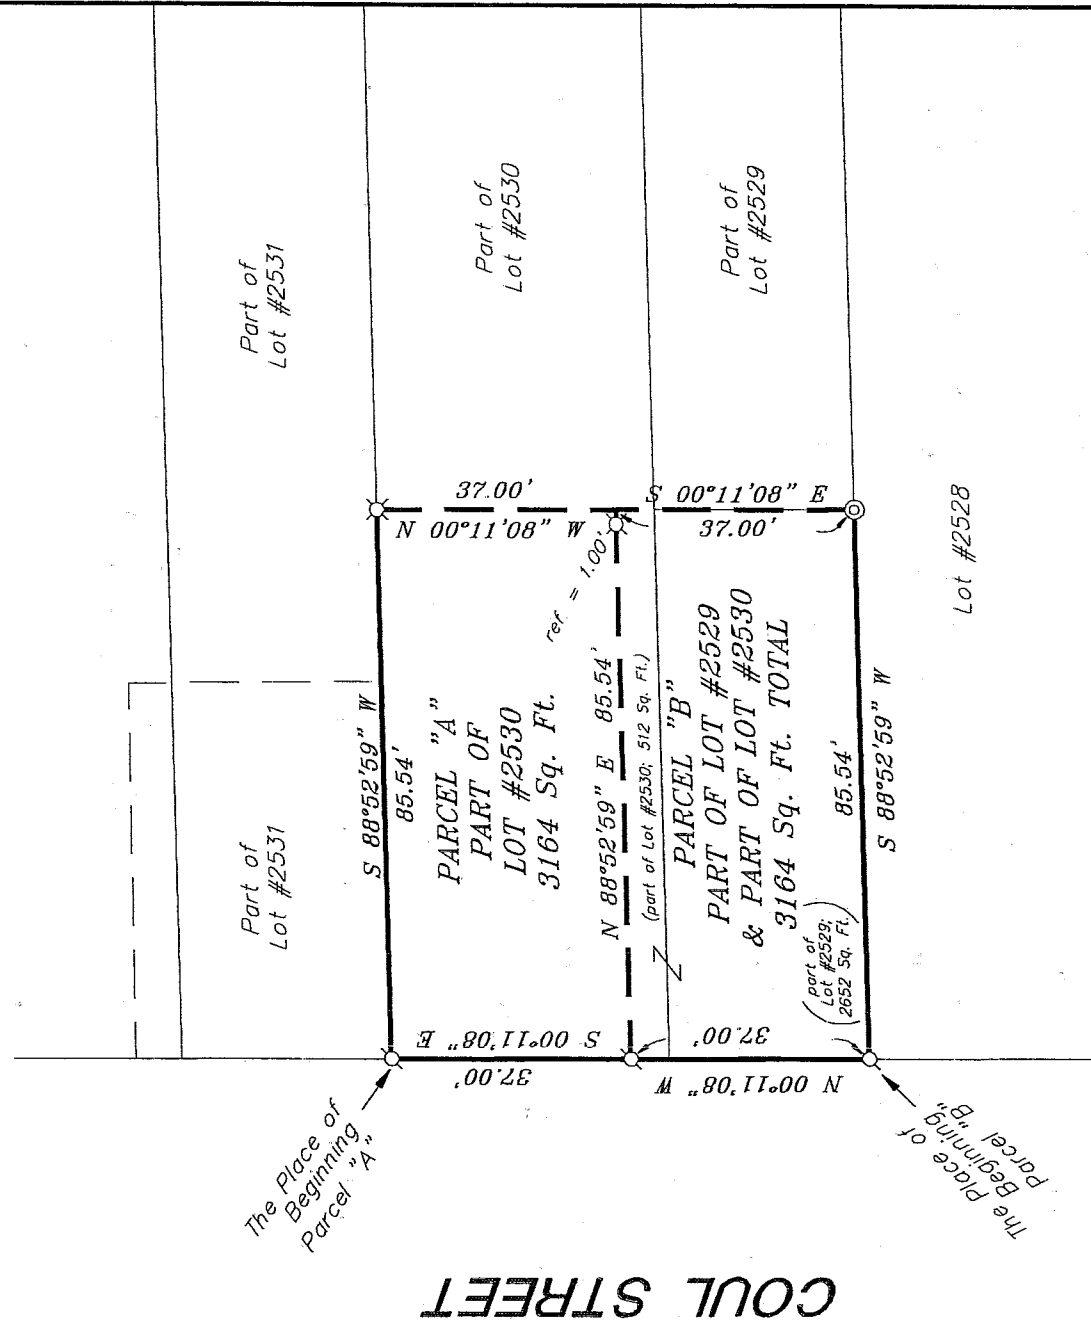 Part of
Lot #2531
Part of
Lot #2530
Part of
Lot #2529
Lot #2528
Part of
Lot #2531
S 88°52'59" W
85.54'
37.00'
N 00°11'08" W
S 00°11'08" E
37.00'
ref = 1.00'
PARCEL "A"
PART OF
LOT #2530
3164 Sq. Ft.
N 88°52'59" E 85.54'
(part of Lot #2530; 512 Sq. Ft.)
PARCEL "B"
PART OF LOT #2529
& PART OF LOT #2530
3164 Sq. Ft. TOTAL
(part of
Lot #2529;
2652 Sq. Ft.)
85.54'
S 88°52'59" W
S 00°11'08" E
37.00'
37.00'
N 00°11'08" W
The Place of
Beginning
Parcel "A"
The Place of
Beginning
Parcel "B"
COUL STREET